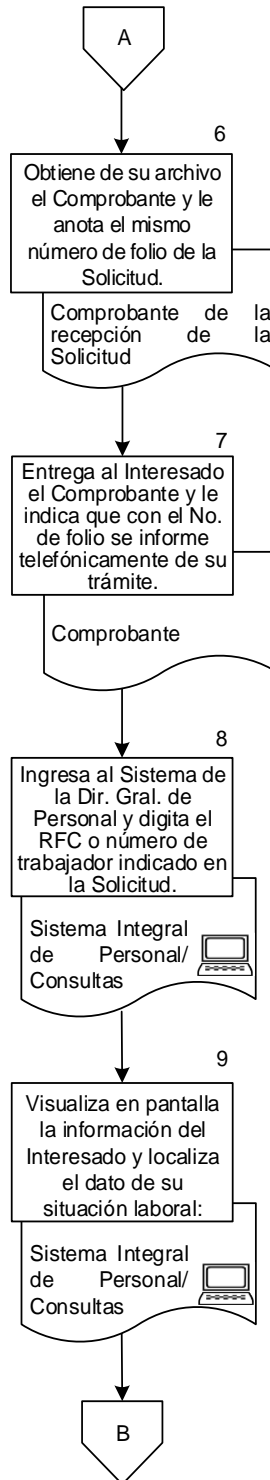 A
6
Obtiene de su archivo
el Comprobante y le
anota el mismo
número de folio de la
Solicitud.
Comprobante de la
recepción de la
Solicitud
7
Entrega al Interesado
el Comprobante y le
indica que con el No.
de folio se informe
telefónicamente de su
trámite.
Comprobante
8
Ingresa al Sistema de
la Dir. Gral. de
Personal y digita el
RFC o número de
trabajador indicado en
la Solicitud.
Sistema Integral
de Personal/
Consultas
9
Visualiza en pantalla
la información del
Interesado y localiza
el dato de su
situación laboral:
Sistema Integral
de Personal/
Consultas
B